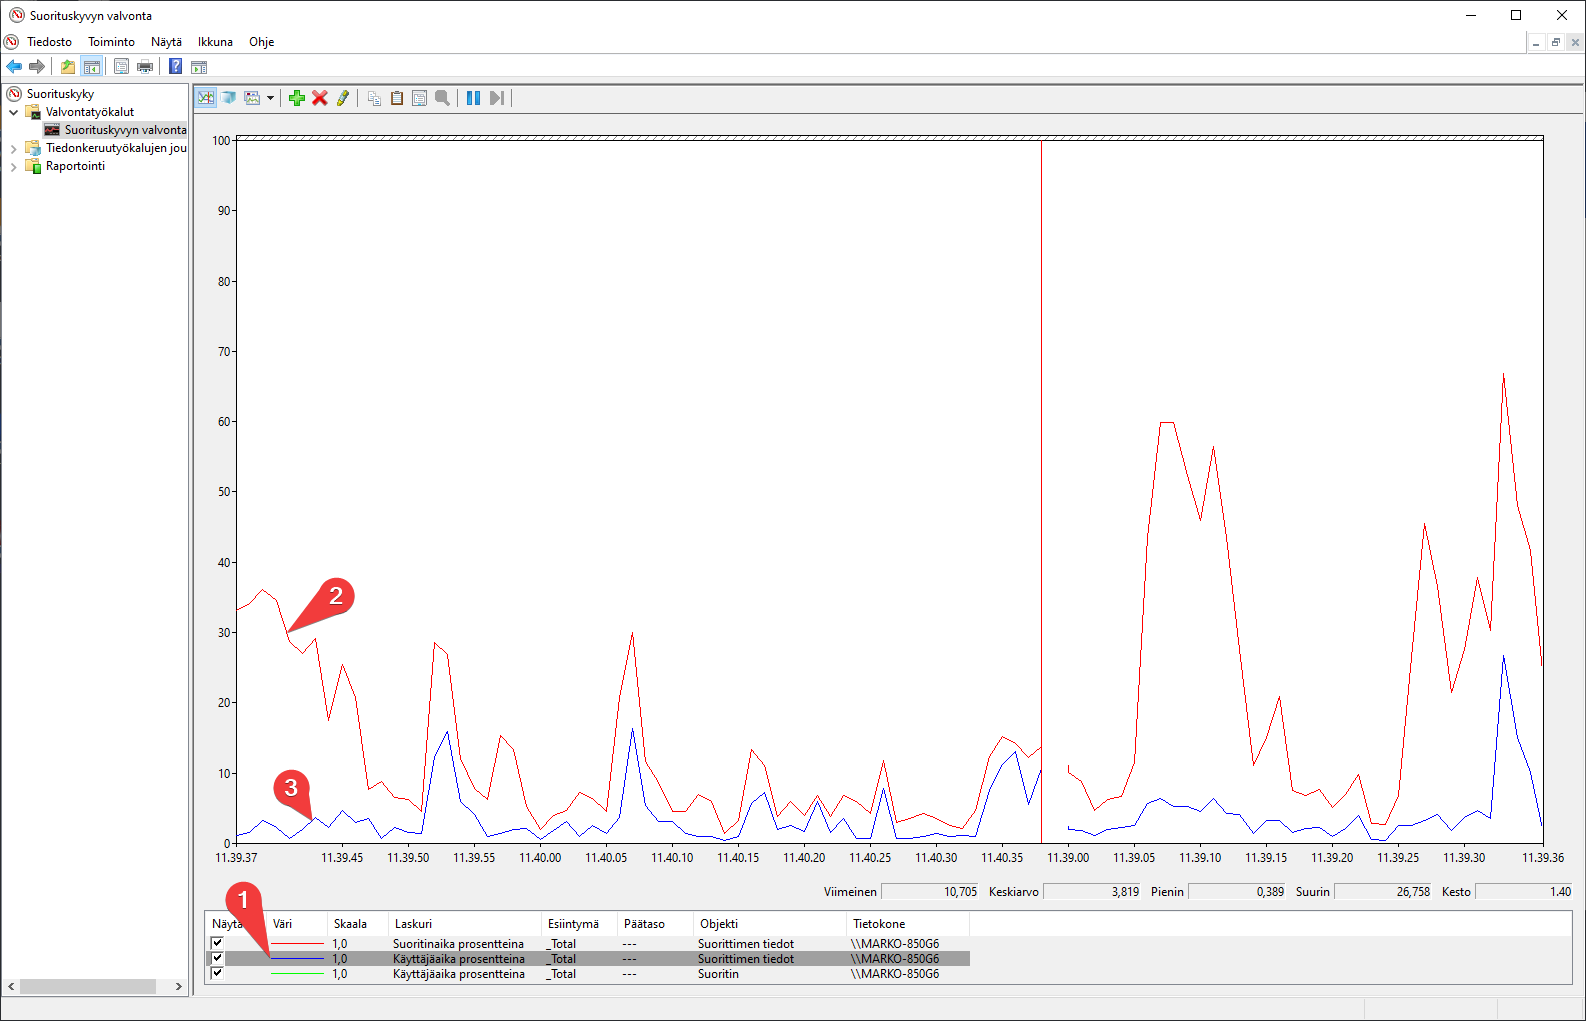 Suorituskyvyn valvonta
Tiedosto Toiminto Näytä Ikkuna Ohje
Suorituskyky
Valvontatyökalut
Suorituskyvyn valvonta
Tiedonkeruutyökalujen jou
Raportointi
100
90
80
70
60
50
40
30
20
10
0
2
3
11.39.37 11.39.45 11.39.50 11.39.55 11.40.00 11.40.05 11.40.10 11.40.15 11.40.20 11.40.25 11.40.30 11.40.35 11.39.00 11.39.05 11.39.10 11.39.15 11.39.20 11.39.25 11.39.30 11.39.36
Viimeinen 10,705 Keskiarvo 3,819 Pienin 0,389 Suurin 26,758 Kesto 1.40
1
Näytä Väri Skaala Laskuri Esiintymä Päätaso Objekti Tietokone
1,0 Suoritinaika prosentteina _Total --- Suorittimen tiedot \\MARKO-850G6
1,0 Käyttäjäaika prosentteina _Total --- Suorittimen tiedot \\MARKO-850G6
1,0 Käyttäjäaika prosentteina _Total --- Suoritin \\MARKO-850G6